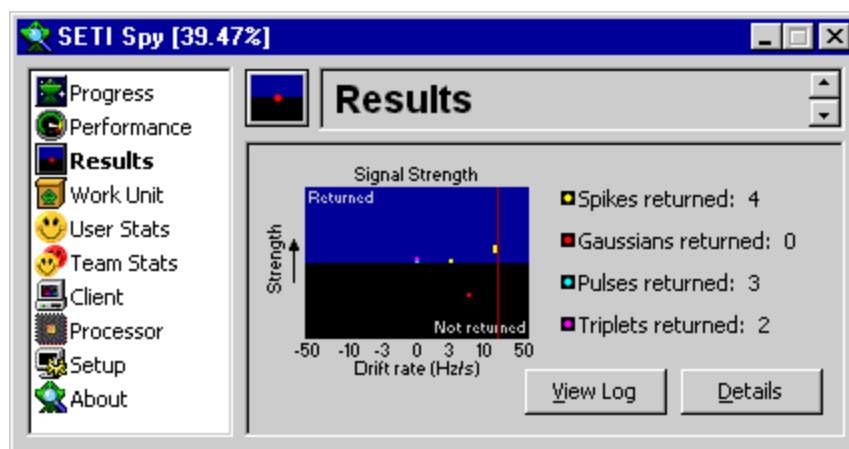 SETI Spy [39.47%]
Progress
Performance
Results
Work Unit
User Stats
Team Stats
Client
Processor
Setup
About
Results
Signal Strength
Returned
Strength
Not returned
-50 -10 -3 0 3 10 50
Drift rate (Hz/s)
Spikes returned: 4
Gaussians returned: 0
Pulses returned: 3
Triplets returned: 2
View Log
Details